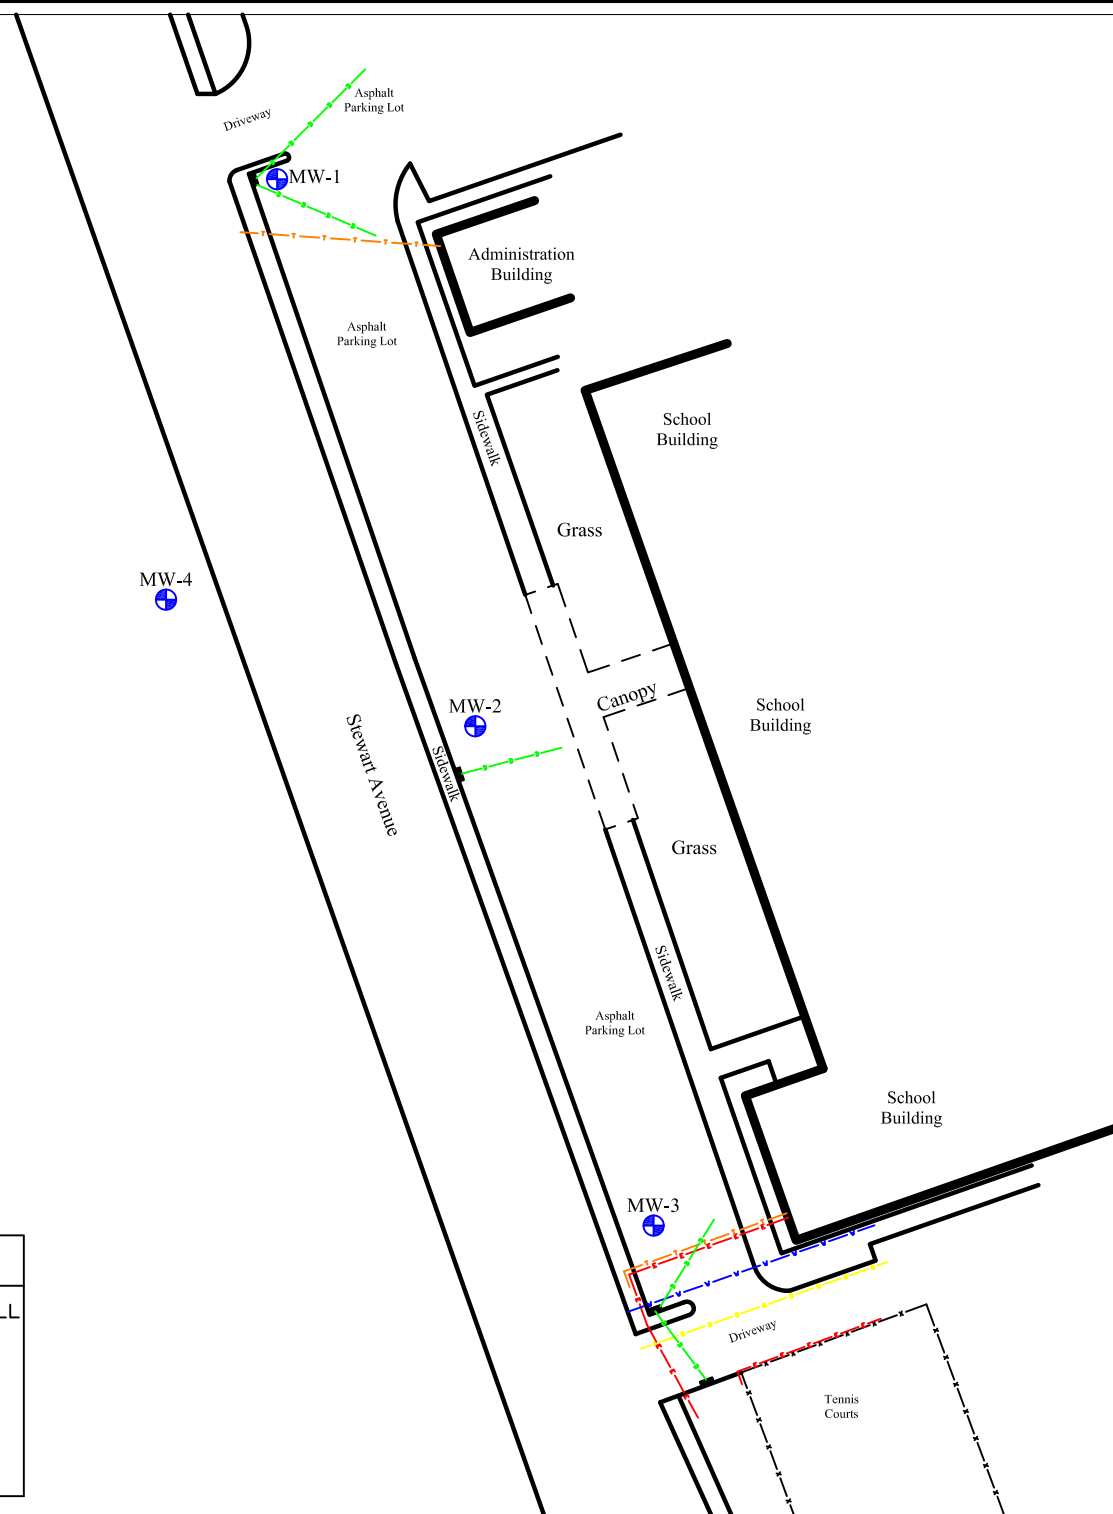 Asphalt
Parking Lot
Driveway
MW-1
Administration
Building
Asphalt
Parking Lot
School
Building
Sidewalk
Grass
MW-4
Canopy
MW-2
School
Building
Stewart Avenue
Sidewalk
Grass
Sidewalk
Asphalt
Parking Lot
School
Building
MW-3
Driveway
Tennis
Courts